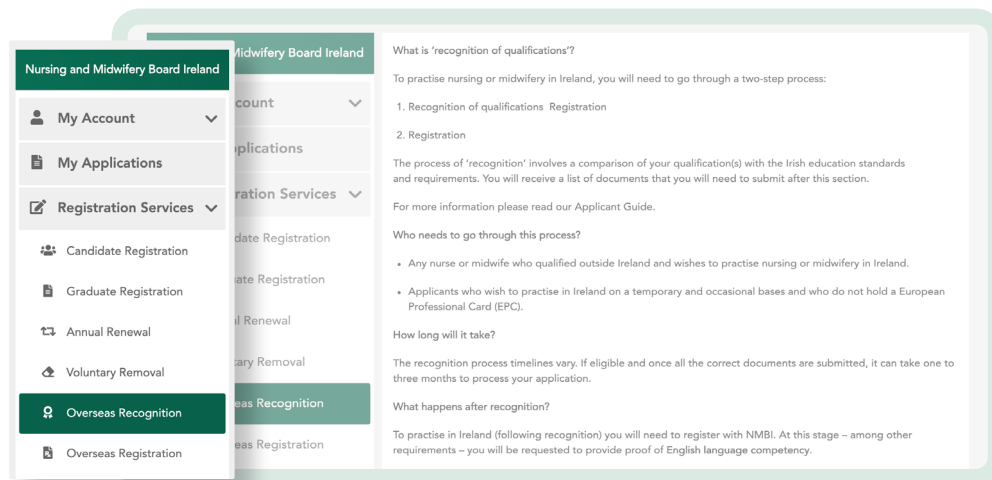 Nursing and Midwifery Board Ireland
My Account
My Applications
Registration Services
Candidate Registration
Graduate Registration
Annual Renewal
Voluntary Removal
Overseas Recognition
Overseas Registration
Midwifery Board Ireland
count
plications
ration Services
date Registration
ate Registration
l Renewal
tary Removal
eas Recognition
eas Registration
What is ‘recognition of qualifications’?
To practise nursing or midwifery in Ireland, you will need to go through a two-step process:
1. Recognition of qualifications Registration
2. Registration
The process of ‘recognition’ involves a comparison of your qualification(s) with the Irish education standards
and requirements. You will receive a list of documents that you will need to submit after this section.
For more information please read our Applicant Guide.
Who needs to go through this process?
• Any nurse or midwife who qualified outside Ireland and wishes to practise nursing or midwifery in Ireland.
• Applicants who wish to practise in Ireland on a temporary and occasional bases and who do not hold a European
Professional Card (EPC).
How long will it take?
The recognition process timelines vary. If eligible and once all the correct documents are submitted, it can take one to
three months to process your application.
What happens after recognition?
To practise in Ireland (following recognition) you will need to register with NMBI. At this stage – among other
requirements – you will be requested to provide proof of English language competency.